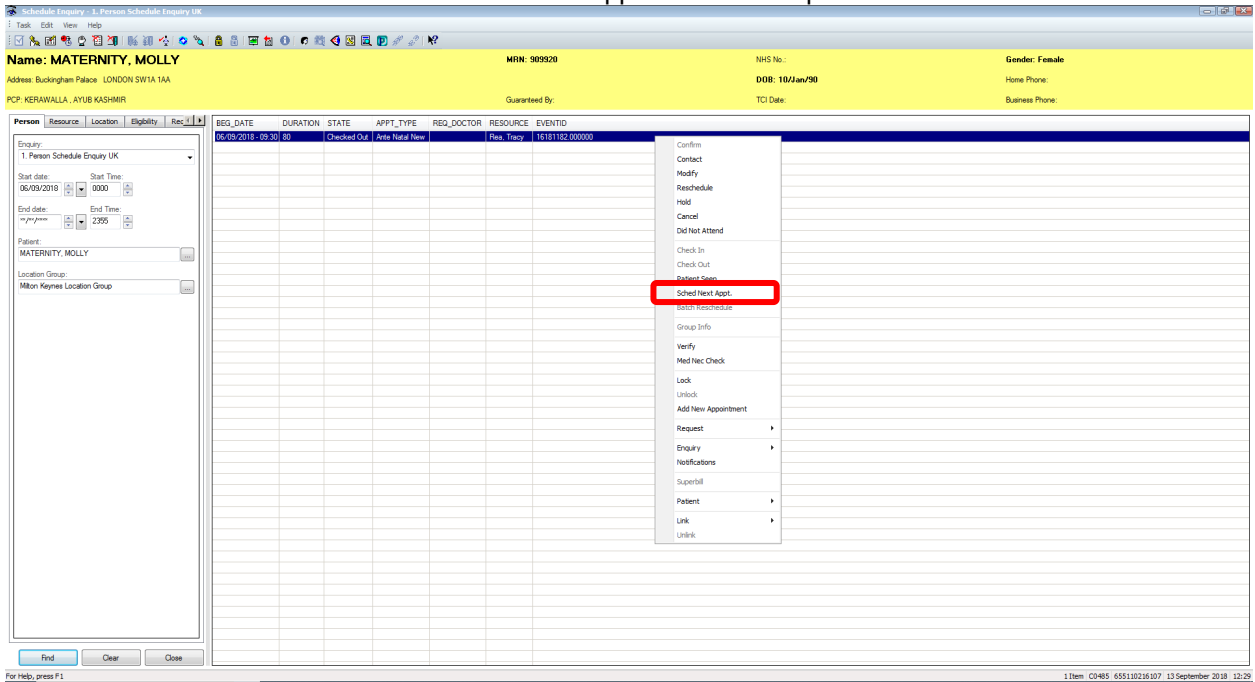 Schedule Enquiry - 1. Person Schedule Enquiry UK
Task Edit View Help
Name: MATERNITY, MOLLY MRN: 909920 NHS No.: Gender: Female
Address: Buckingham Palace LONDON SW1A 1AA DOB: 10/Jan/90 Home Phone:
PCP: KERAWALLA , AYUB KASHMIR Guaranteed By: TCI Date: Business Phone:
Person Resource Location Eligibility Rec
BEG_DATE DURATION STATE APPT_TYPE REQ_DOCTOR RESOURCE EVENTID
06/09/2018 - 09:30 80 Checked Out Ante Natal New Rea, Tracy 16181182.000000
Enquiry:
1. Person Schedule Enquiry UK
Start date: Start Time:
06/09/2018 0000
End date: End Time:
**/**/**** 2355
Patient:
MATERNITY, MOLLY
...
Location Group:
Milton Keynes Location Group
...
Confirm
Contact
Modify
Reschedule
Hold
Cancel
Did Not Attend
Check In
Check Out
Patient Seen
Sched Next Appt.
Batch Reschedule
Group Info
Verify
Med Nec Check
Lock
Unlock
Add New Appointment
Request
Enquiry
Notifications
Superbill
Patient
Link
Unlink
Find Clear Close
For Help, press F1 1 Item C0485 655110216107 13 September 2018 12:29